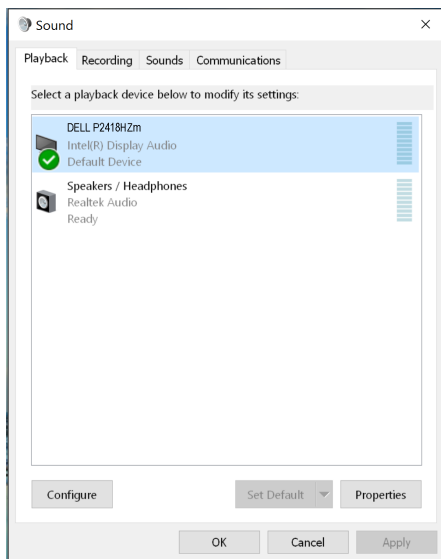 Sound
Playback Recording Sounds Communications
Select a playback device below to modify its settings:
DELL P2418HZm
Intel(R) Display Audio
Default Device
Speakers / Headphones
Realtek Audio
Ready
Configure Set Default Properties
OK Cancel Apply